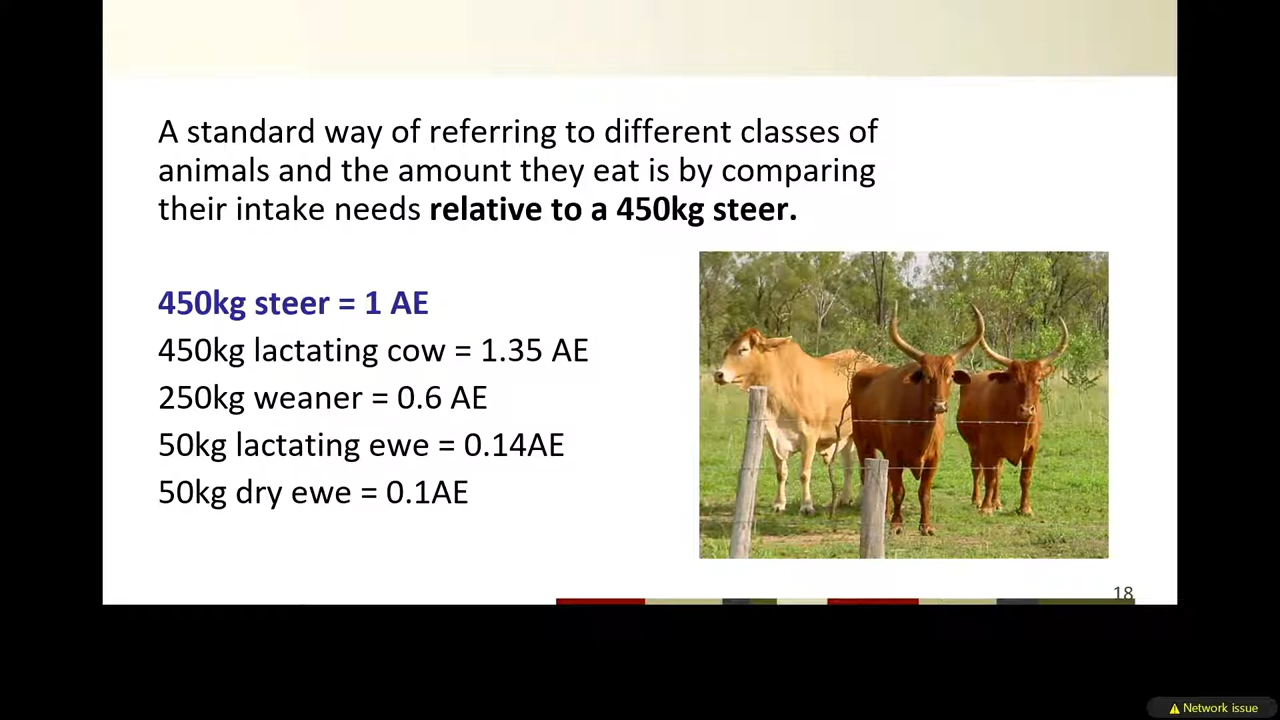 A standard way of referring to different classes of
animals and the amount they eat is by comparing
their intake needs relative to a 450kg steer.
450kg steer = 1 AE
450kg lactating cow = 1.35 AE
250kg weaner = 0.6 AE
50kg lactating ewe = 0.14AE
50kg dry ewe = 0.1AE
18
Network issue